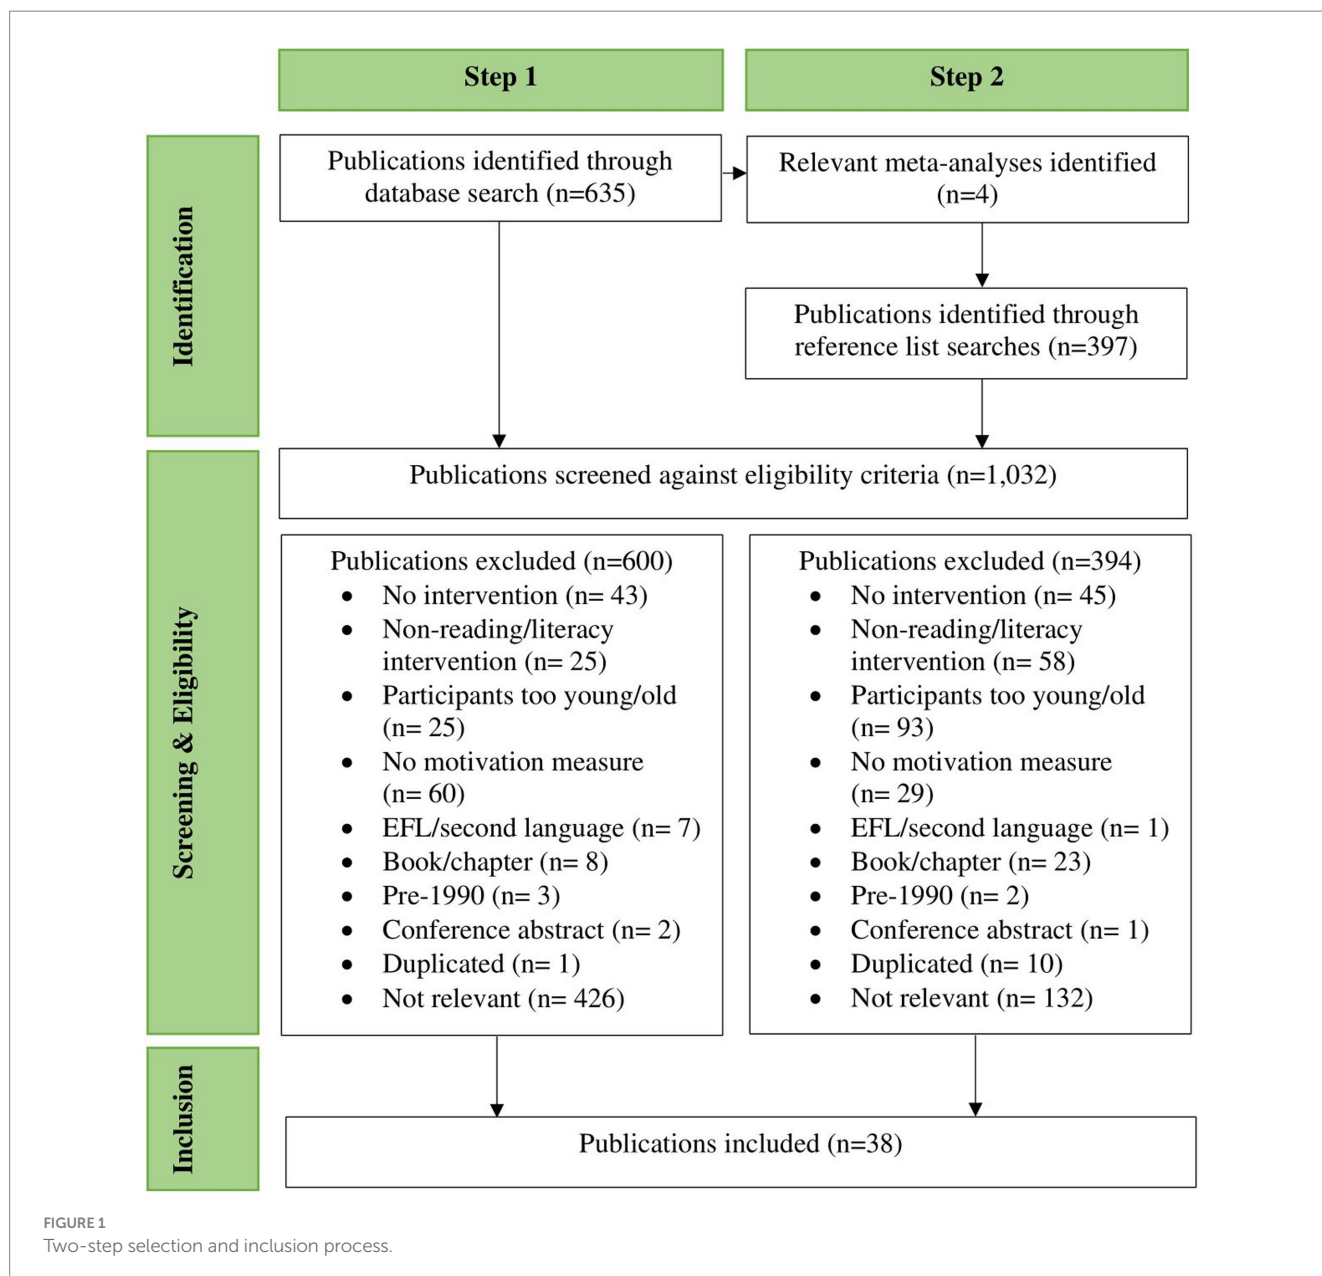 Step 1
Step 2
Identification
Publications identified through
database search (n=635)
Relevant meta-analyses identified
(n=4)
Publications identified through
reference list searches (n=397)
Screening & Eligibility
Publications screened against eligibility criteria (n=1,032)
Publications excluded (n=600)
• No intervention (n= 43)
• Non-reading/literacy
intervention (n= 25)
• Participants too young/old
(n= 25)
• No motivation measure
(n= 60)
• EFL/second language (n= 7)
• Book/chapter (n= 8)
• Pre-1990 (n= 3)
• Conference abstract (n= 2)
• Duplicated (n= 1)
• Not relevant (n= 426)
Publications excluded (n=394)
• No intervention (n= 45)
• Non-reading/literacy
intervention (n= 58)
• Participants too young/old
(n= 93)
• No motivation measure
(n= 29)
• EFL/second language (n= 1)
• Book/chapter (n= 23)
• Pre-1990 (n= 2)
• Conference abstract (n= 1)
• Duplicated (n= 10)
• Not relevant (n= 132)
Inclusion
Publications included (n=38)
FIGURE 1
Two-step selection and inclusion process.